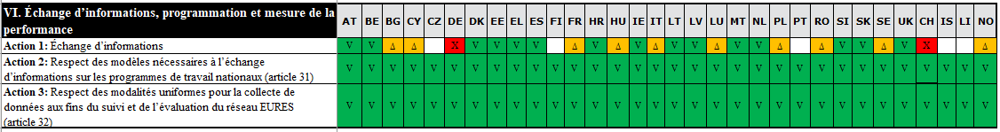 VI. Échange d’informations, programmation et mesure de la performance AT BE BG CY CZ DE DK EE EL ES FI FR HR HU IE IT LT LV LU MT NL PL PT RO SI SK SE UK CH IS LI NO
Action 1: Échange d’informations V V Δ Δ X V V V V Δ V Δ V Δ V V Δ V V Δ Δ V V Δ V X Δ
Action 2: Respect des modèles nécessaires à l’échange
d’informations sur les programmes de travail nationaux (article 31) V V V V V V V V V V V V V V V V V V V V V V V V V V V V V V V V
Action 3: Respect des modalités uniformes pour la collecte de
données aux fins du suivi et de l’évaluation du réseau EURES
(article 32) V V V V V V V V V V V V V V V V V V V V V V V V V V V V V V V V